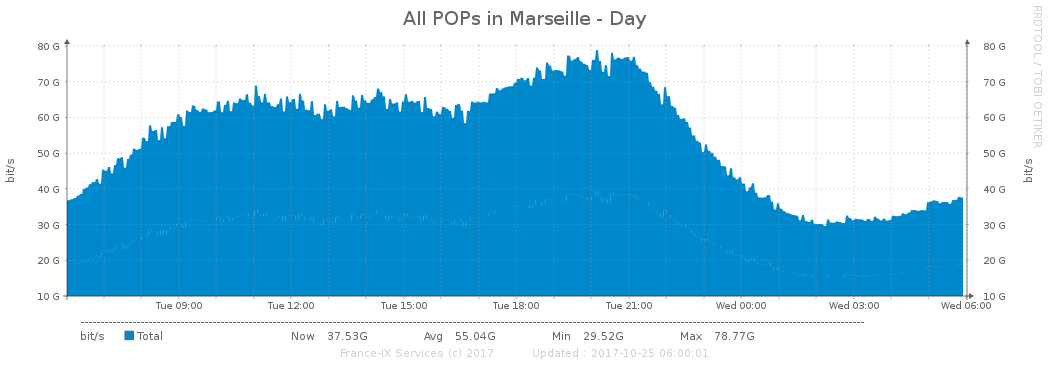 All POPs in Marseille - Day
RRDTOOL / TOBI OETIKER
80 G 80 G
70 G 70 G
60 G 60 G
50 G 50 G
40 G 40 G
30 G 30 G
20 G 20 G
10 G 10 G
bit/s
bit/s
Tue 09:00 Tue 12:00 Tue 15:00 Tue 18:00 Tue 21:00 Wed 00:00 Wed 03:00 Wed 06:00
bit/s Total Now 37.53G Avg 55.04G Min 29.52G Max 78.77G
France-IX Services (c) 2017 Updated : 2017-10-25 06:00:01